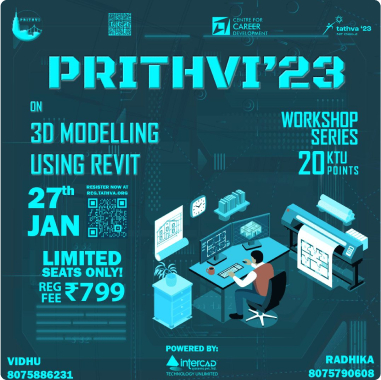 PRITHVI
CENTRE FOR
CAREER
DEVELOPMENT
tathva '23
PRITHVI'23
ON
3D MODELLING
USING REVIT
WORKSHOP
SERIES
20 KTU
POINTS
27th
JAN
REGISTER NOW AT
REG.TATHVA.ORG
LIMITED
SEATS ONLY!
REG
FEE ₹799
POWERED BY:
intercad
TECHNOLOGY UNLIMITED
VIDHU
8075886231
RADHIKA
8075790608